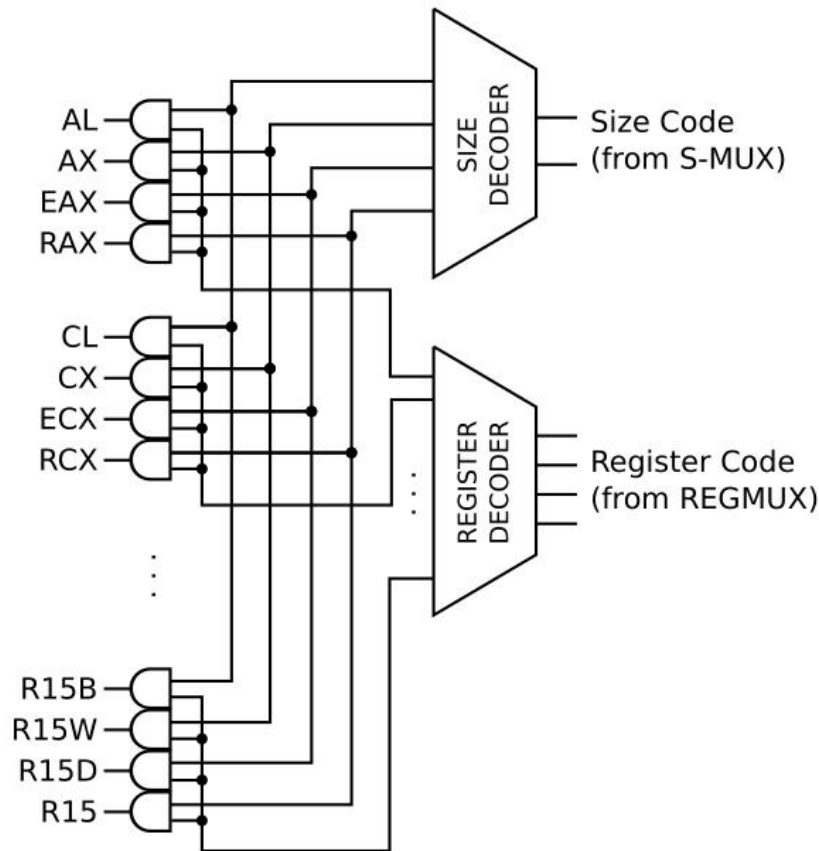 AL
AX
EAX
RAX
SIZE
DECODER
Size Code
(from S-MUX)
CL
CX
ECX
RCX
REGISTER
DECODER
Register Code
(from REGMUX)
R15B
R15W
R15D
R15